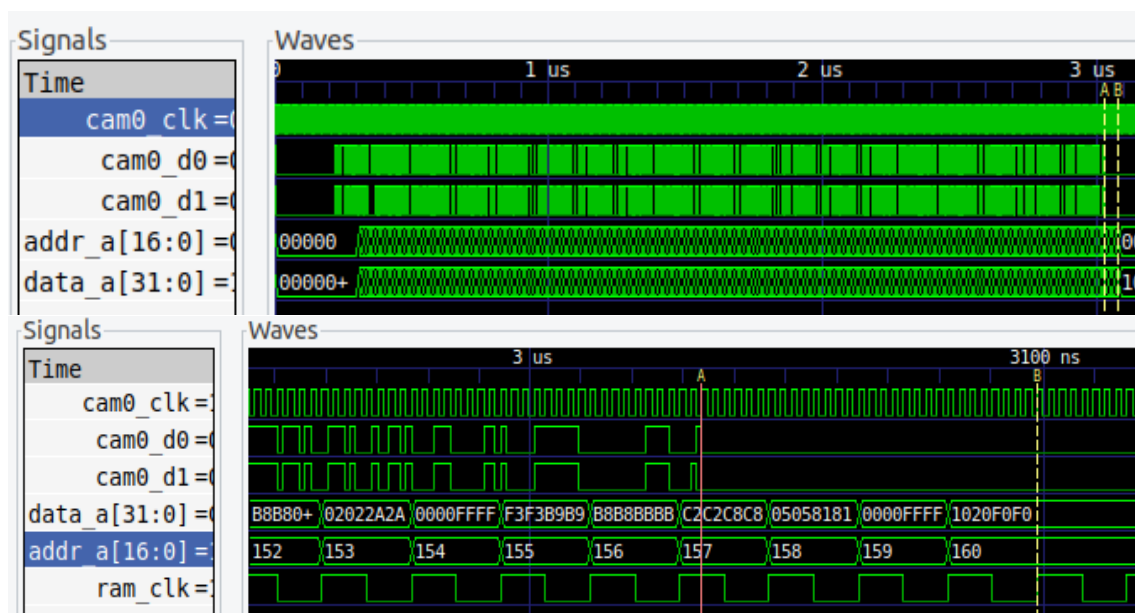 Signals Waves
Time 0 1 us 2 us 3 us
A B
cam0_clk =
cam0_d0 =
cam0_d1 =
addr_a[16:0] = 00000
data_a[31:0] = 00000+
Signals Waves
Time 3 us 3100 ns
A B
cam0_clk =
cam0_d0 =
cam0_d1 =
data_a[31:0] = B8B80+ 02022A2A 0000FFFF F3F3B9B9 B8B8BBBB C2C2C8C8 05058181 0000FFFF 1020F0F0
addr_a[16:0] = 152 153 154 155 156 157 158 159 160
ram_clk =